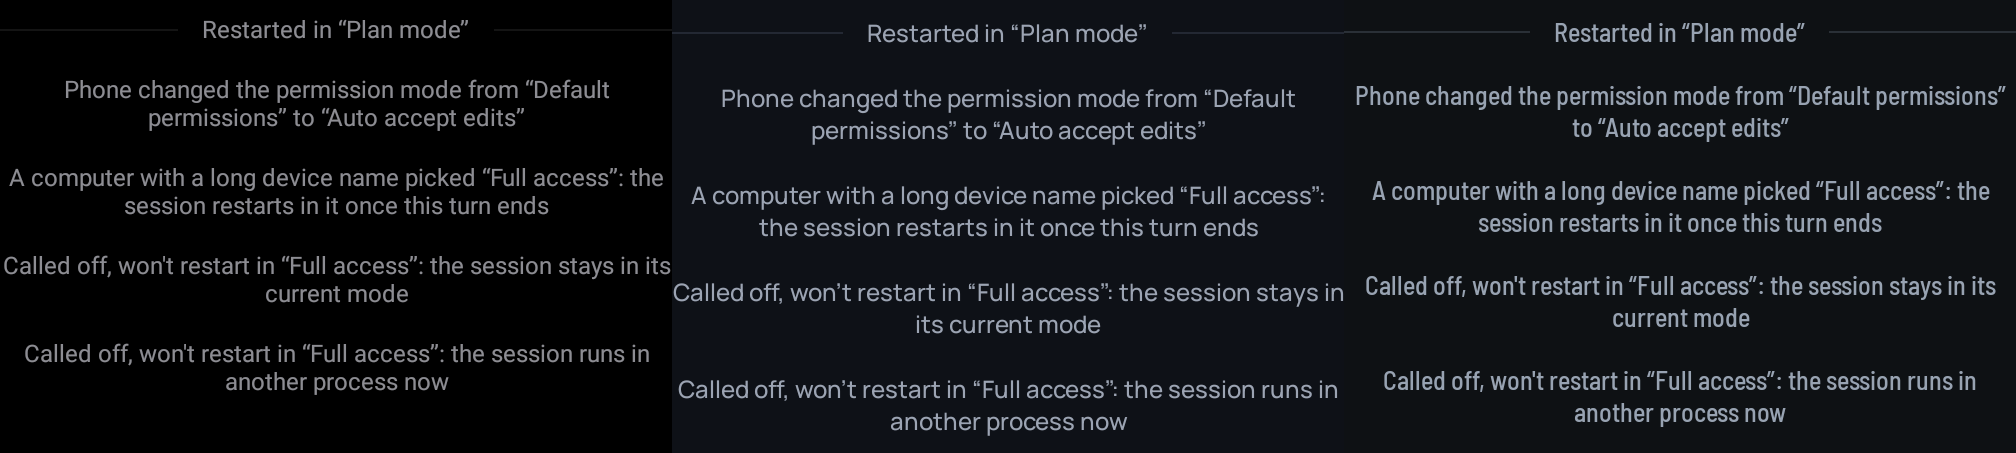 Restarted in “Plan mode”
Phone changed the permission mode from “Default
permissions” to “Auto accept edits”
A computer with a long device name picked “Full access”: the
session restarts in it once this turn ends
Called off, won't restart in “Full access”: the session stays in its
current mode
Called off, won't restart in “Full access”: the session runs in
another process now
Restarted in “Plan mode”
Phone changed the permission mode from “Default
permissions” to “Auto accept edits”
A computer with a long device name picked “Full access”:
the session restarts in it once this turn ends
Called off, won't restart in “Full access”: the session stays in
its current mode
Called off, won't restart in “Full access”: the session runs in
another process now
Restarted in “Plan mode”
Phone changed the permission mode from “Default permissions”
to “Auto accept edits”
A computer with a long device name picked “Full access”: the
session restarts in it once this turn ends
Called off, won't restart in “Full access”: the session stays in its
current mode
Called off, won't restart in “Full access”: the session runs in
another process now